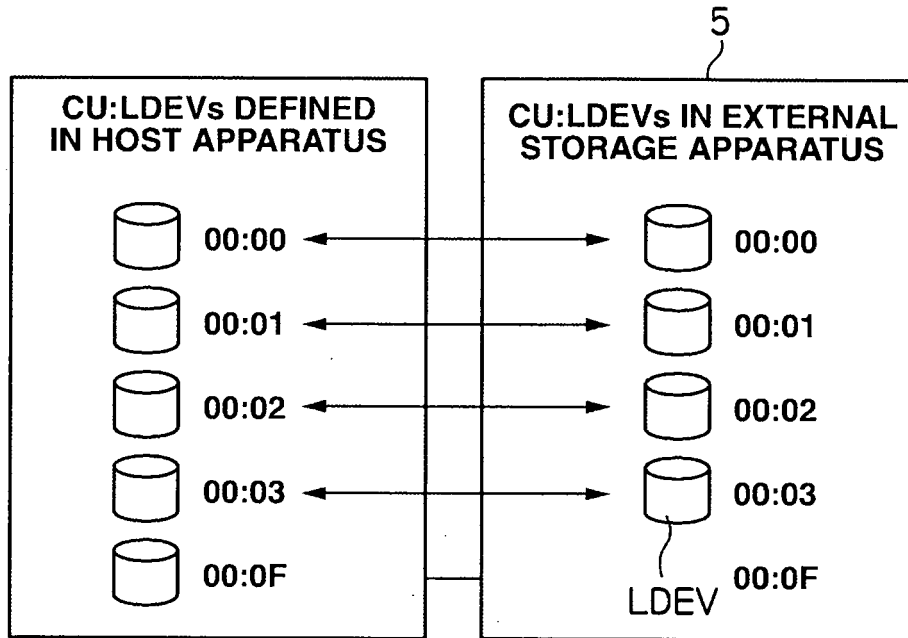 5
CU:LDEVs DEFINED
IN HOST APPARATUS
00:00
00:01
00:02
00:03
00:0F
CU:LDEVs IN EXTERNAL
STORAGE APPARATUS
00:00
00:01
00:02
00:03
00:0F
LDEV